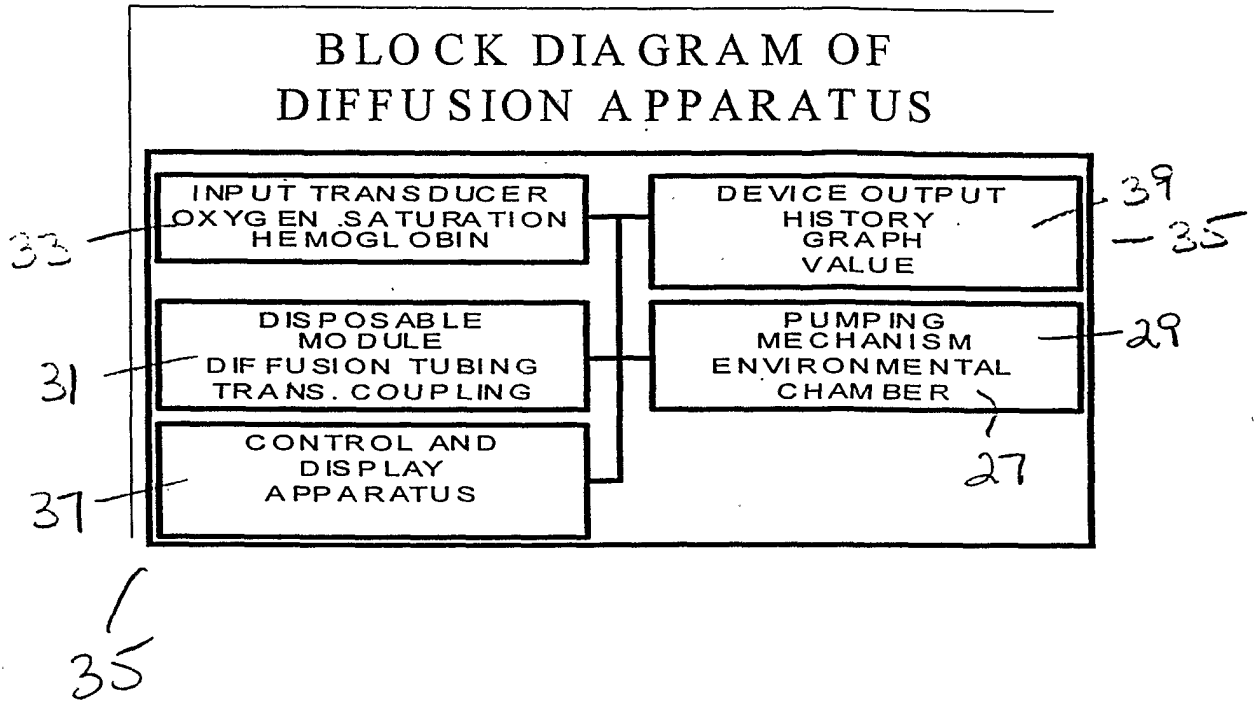 BLOCK DIAGRAM OF
DIFFUSION APPARATUS
INPUT TRANSDUCER
OXYGEN SATURATION
HEMOGLOBIN
33
DEVICE OUTPUT
HISTORY
GRAPH
VALUE
39
35
DISPOSABLE
MODULE
DIFFUSION TUBING
TRANS. COUPLING
31
PUMPING
MECHANISM
ENVIRONMENTAL
CHAMBER
29
27
CONTROL AND
DISPLAY
APPARATUS
37
35